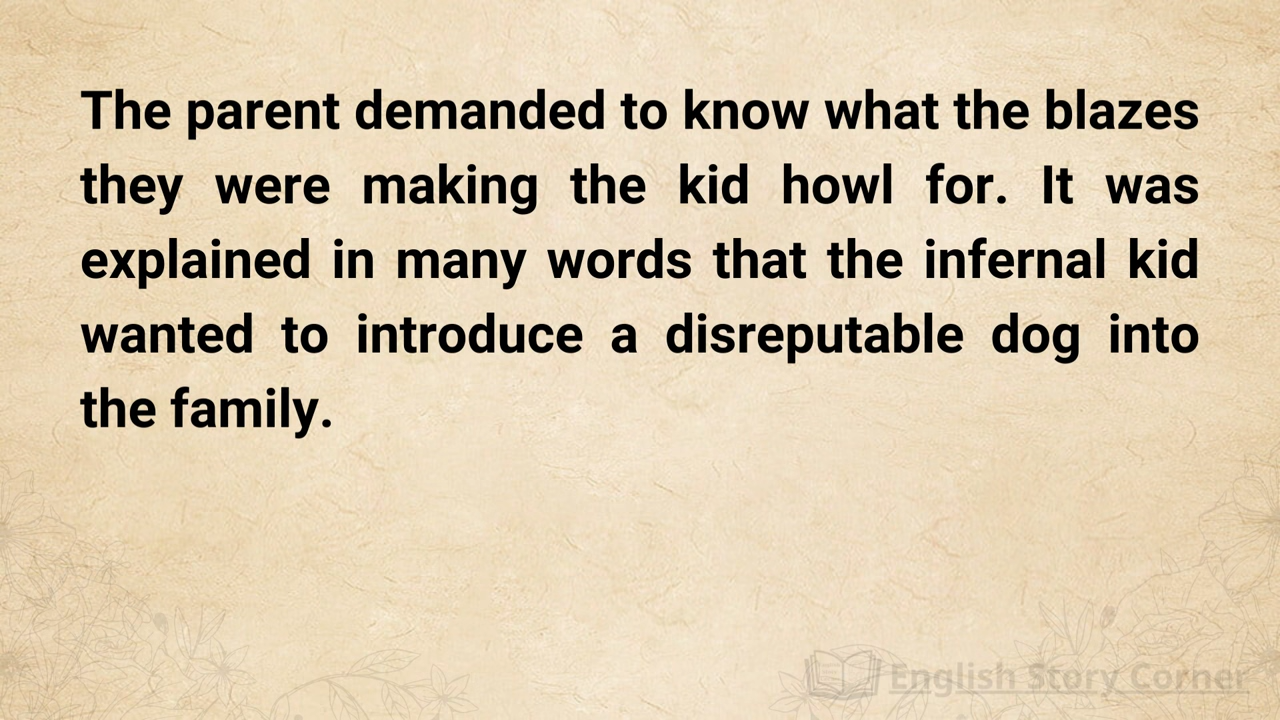 The parent demanded to know what the blazes
they were making the kid howl for. It was
explained in many words that the infernal kid
wanted to introduce a disreputable dog into
the family.
English Story Corner